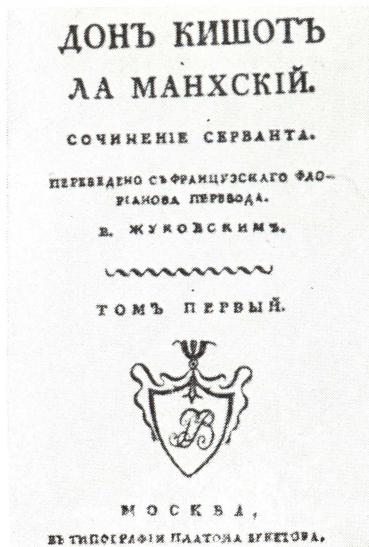 ДОНЪ КИШОТЪ
ЛА МАНХСКІЙ.
СОЧИНЕНІЕ СЕРВАНТА.
ПЕРЕВЕДЕНО СЪ ФРАНЦУЗСКАГО ФЛО-
РІАНОВА ПЕРЕВОДА.
В. ЖУКОВСКИМЪ.
ТОМЪ ПЕРВЫЙ.
МОСКВА,
ВЪ ТИПОГРАФІИ ПЛАТОНА БЕКЕТОВА.